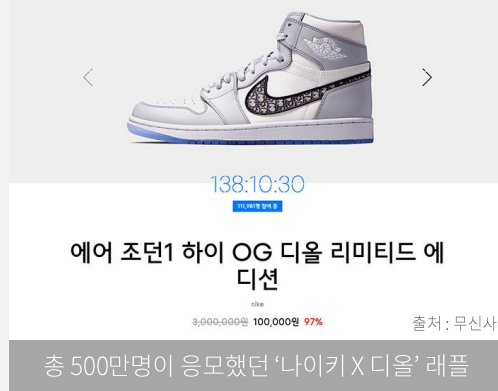 138:10:30
111,981명 참여 중
에어 조던1 하이 OG 디올 리미티드 에
디션
nike
3,000,000원 100,000원 97%
출처 : 무신사
총 500만명이 응모했던 ‘나이키 X 디올’ 래플